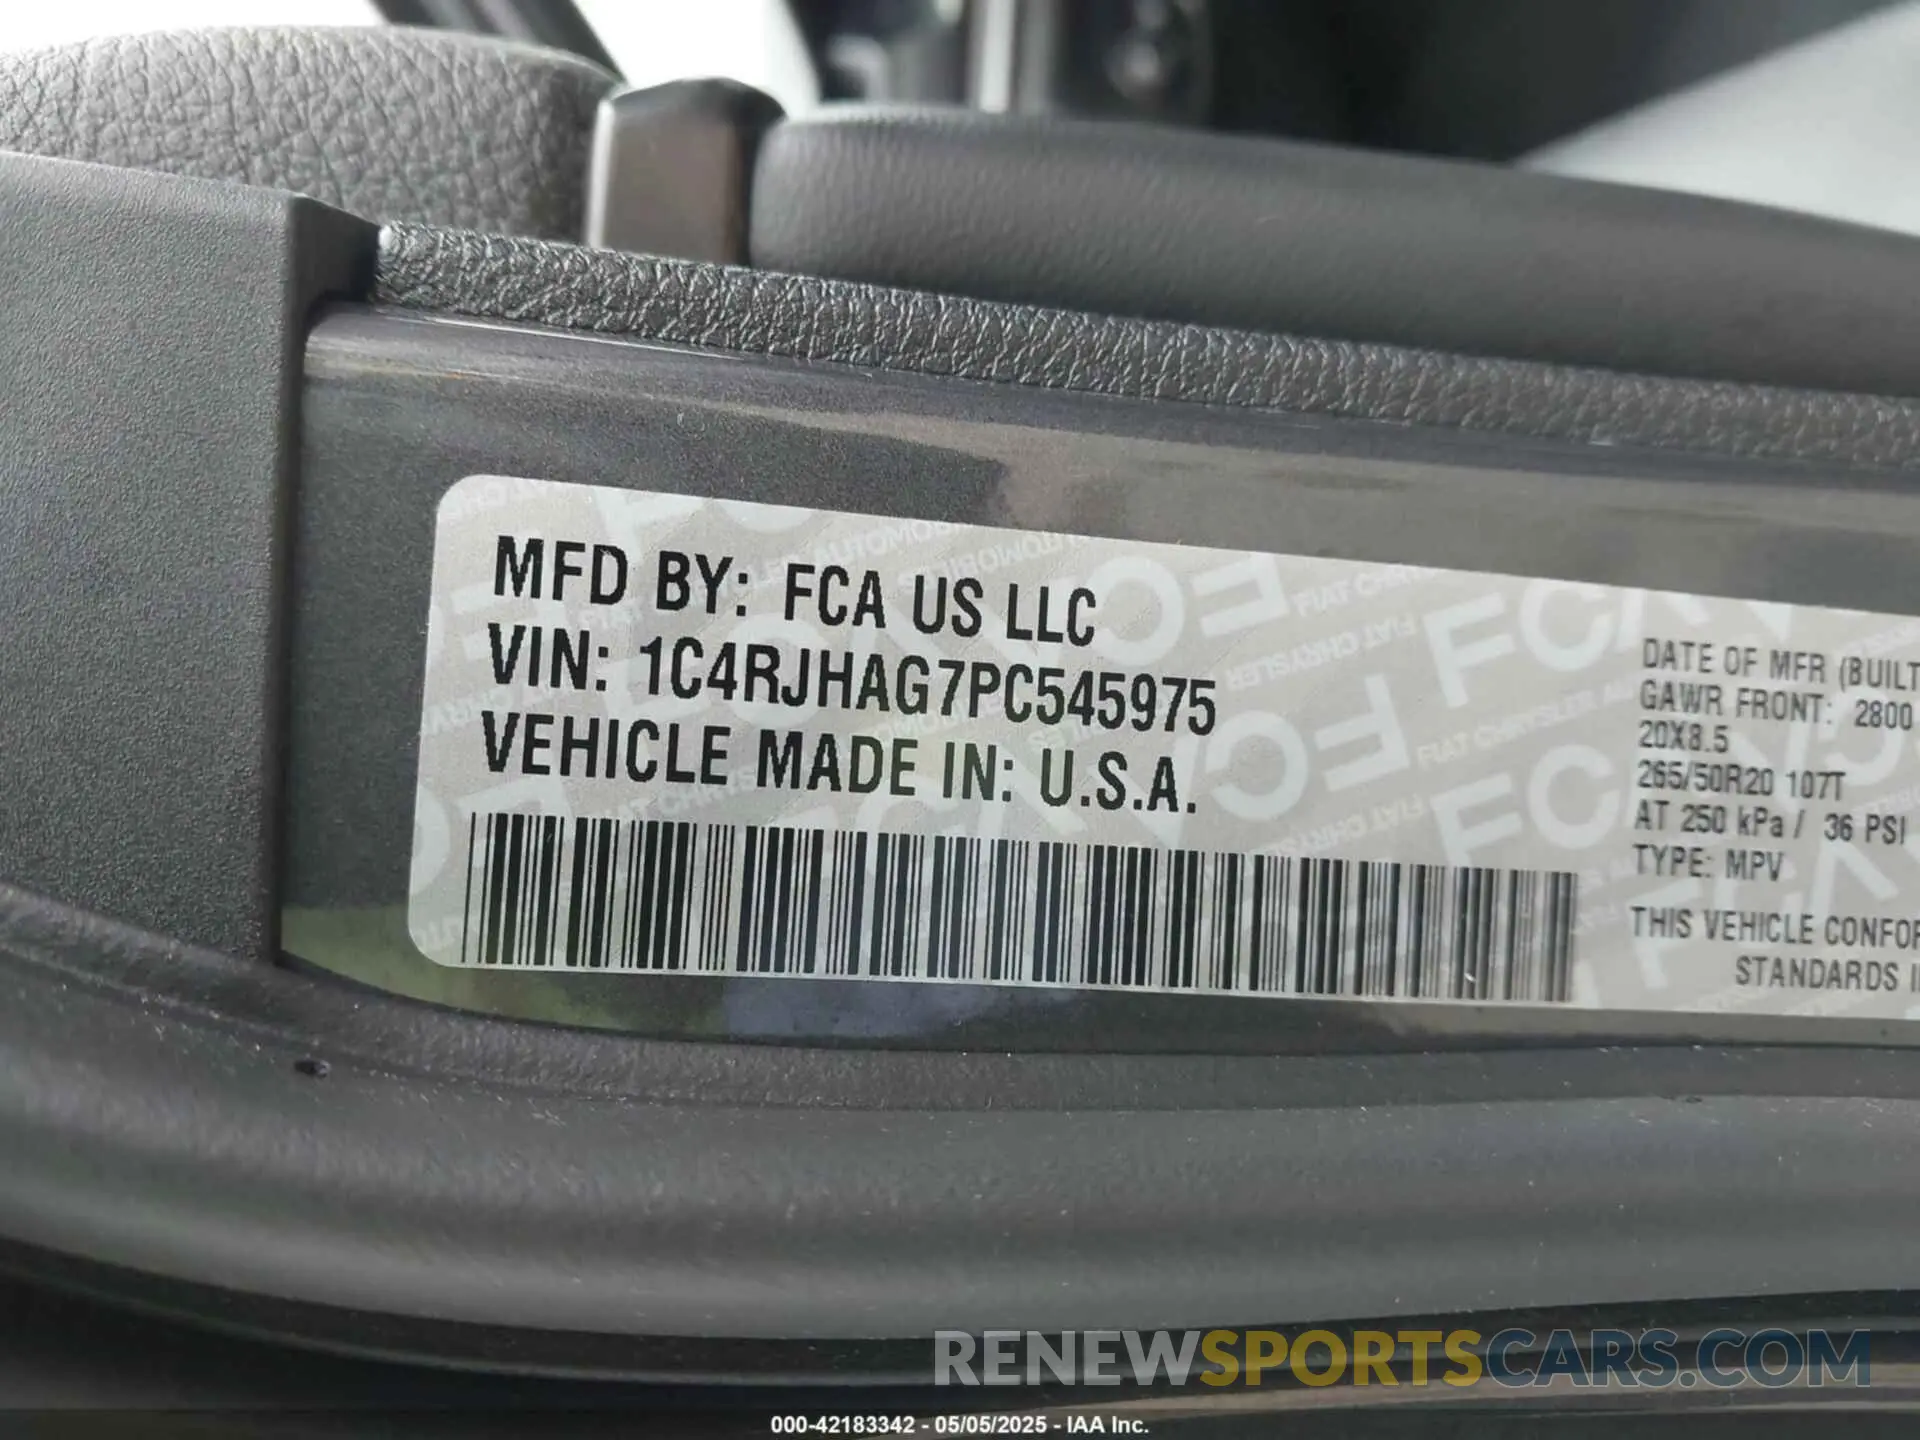 MFD BY: FCA US LLC
VIN: 1C4RJHAG7PC545975
VEHICLE MADE IN: U.S.A.
DATE OF MFR (BUILT
GAWR FRONT: 2800
20X8.5
265/50R20 107T
AT 250 kPa / 36 PSI
TYPE: MPV
THIS VEHICLE CONFOR
STANDARDS I
RENEWSPORTSCARS.COM
000-42183342 - 05/05/2025 - IAA Inc.